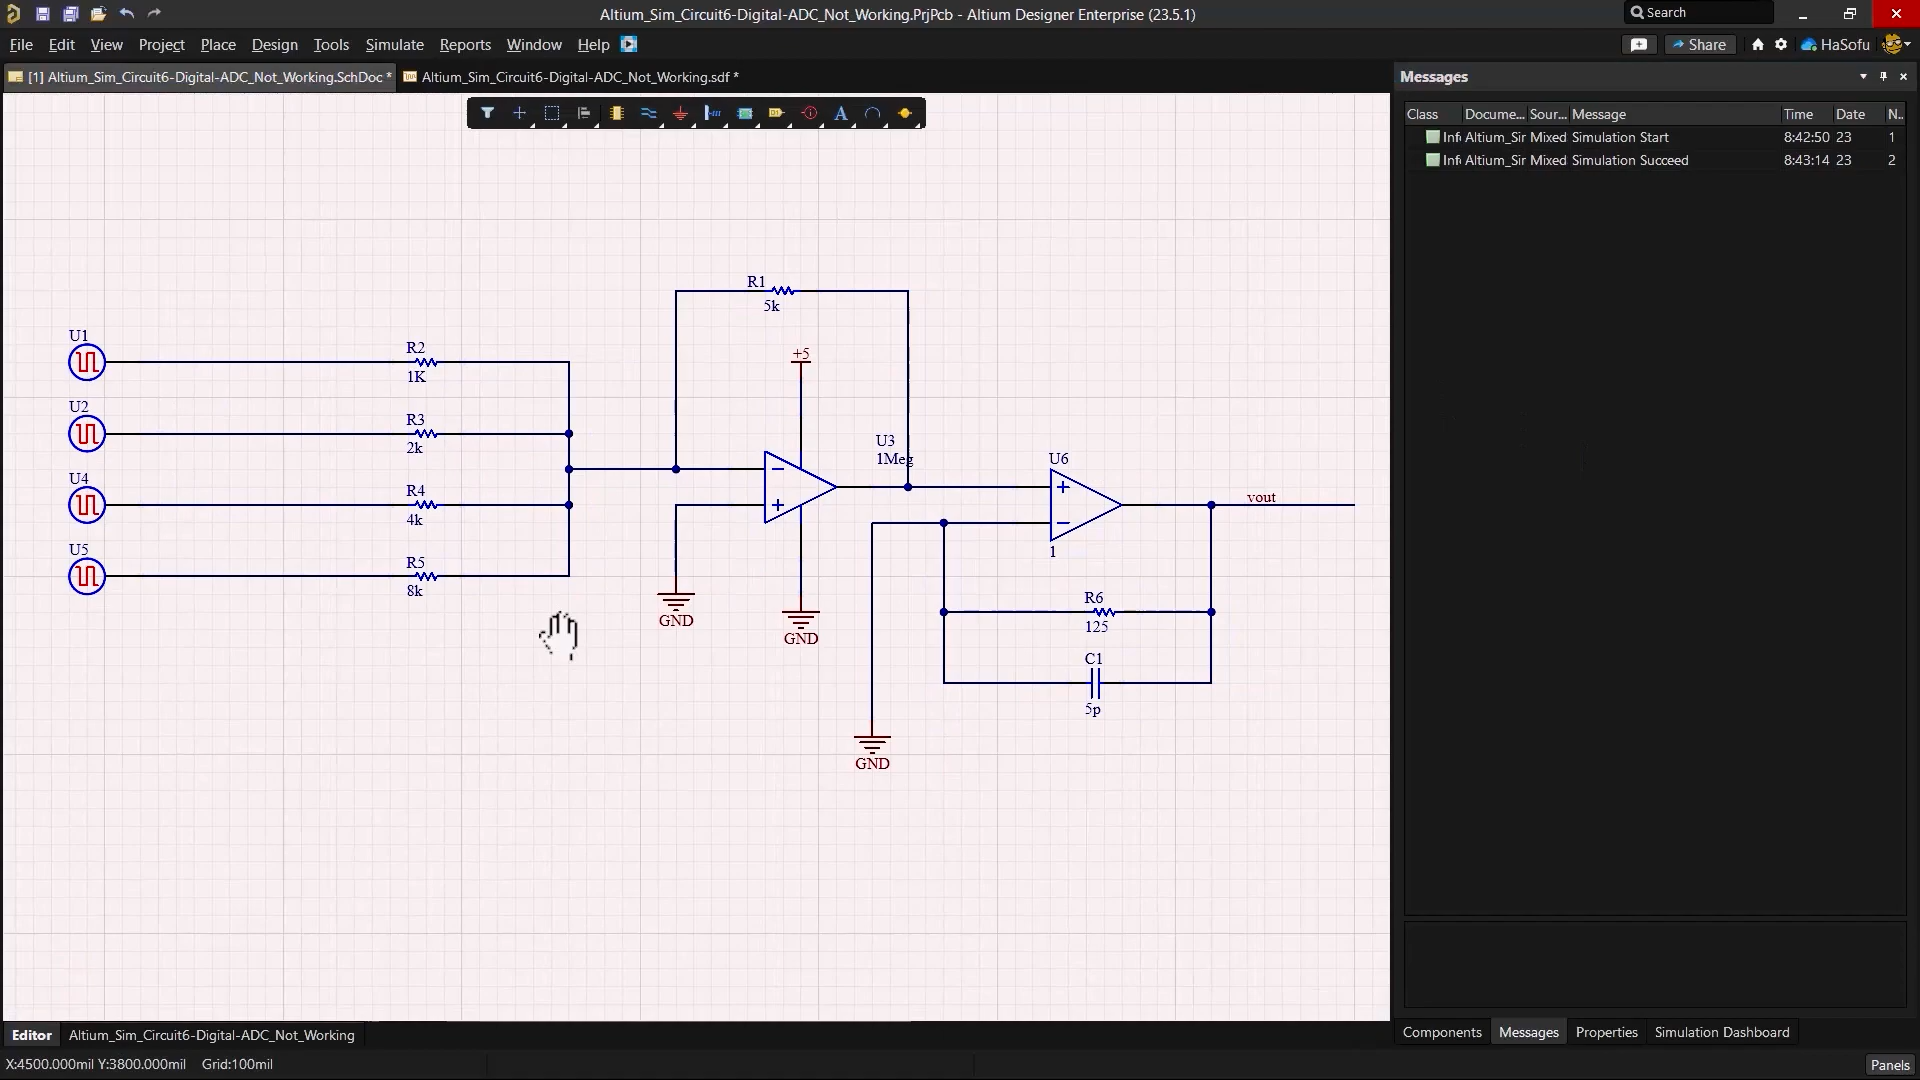 Altium_Sim_Circuit6-Digital-ADC_Not_Working.PrjPcb - Altium Designer Enterprise (23.5.1)
Search
File Edit View Project Place Design Tools Simulate Reports Window Help
Share
HaSofu
[1] Altium_Sim_Circuit6-Digital-ADC_Not_Working.SchDoc *
Altium_Sim_Circuit6-Digital-ADC_Not_Working.sdf *
Messages
Class Docume... Sour... Message Time Date N..
Inf Altium_Sir Mixed Simulation Start 8:42:50 23 1
Inf Altium_Sir Mixed Simulation Succeed 8:43:14 23 2
R1
5k
U1
R2
1K
+5
U2
R3
2k
U3
1Meg
U4
R4
4k
U5
R5
8k
GND
GND
U6
1
vout
R6
125
C1
5p
GND
Editor Altium_Sim_Circuit6-Digital-ADC_Not_Working
Components Messages Properties Simulation Dashboard
X:4500.000mil Y:3800.000mil Grid:100mil
Panels